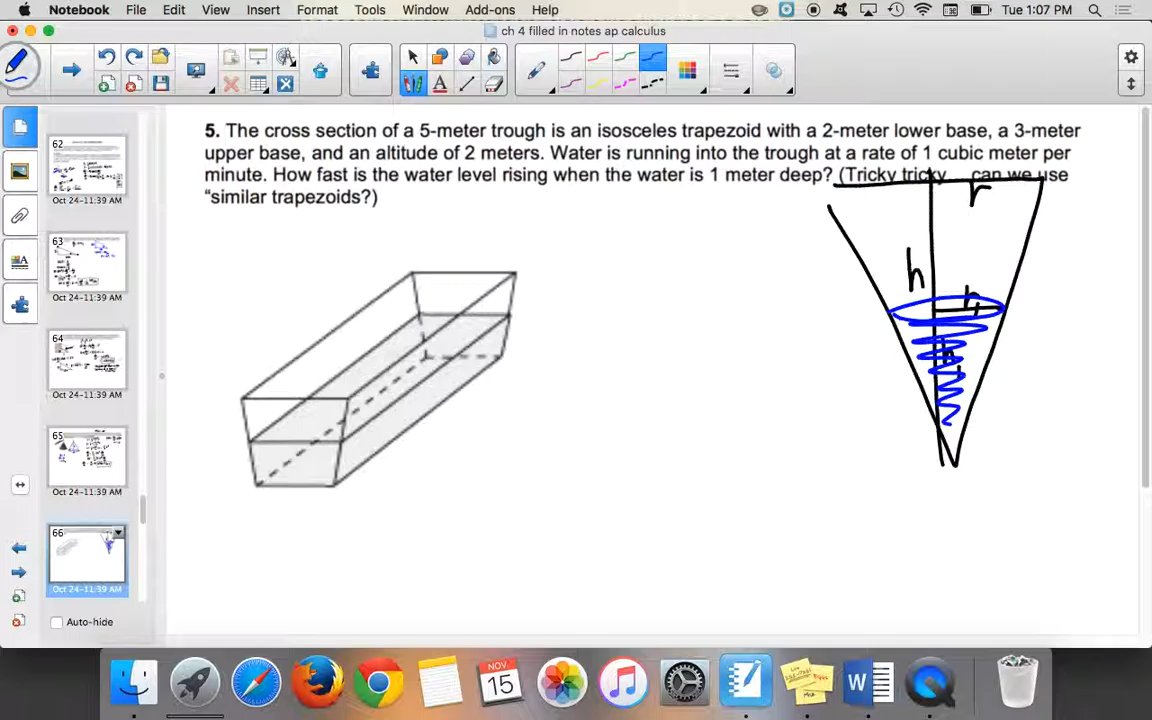 Notebook File Edit View Insert Format Tools Window Add-ons Help Tue 1:07 PM
ch 4 filled in notes ap calculus
A
5. The cross section of a 5-meter trough is an isosceles trapezoid with a 2-meter lower base, a 3-meter
upper base, and an altitude of 2 meters. Water is running into the trough at a rate of 1 cubic meter per
minute. How fast is the water level rising when the water is 1 meter deep? (Tricky tricky... can we use
“similar trapezoids?)
r
h
62
Oct 24-11:39 AM
63
Oct 24-11:39 AM
64
Oct 24-11:39 AM
65
Oct 24-11:39 AM
66
Oct 24-11:39 AM
Auto-hide
NOV
15
W